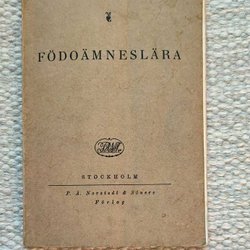 FÖDOÄMNESLÄRA
STOCKHOLM
P. A. Norstedt & Söners
Förlag